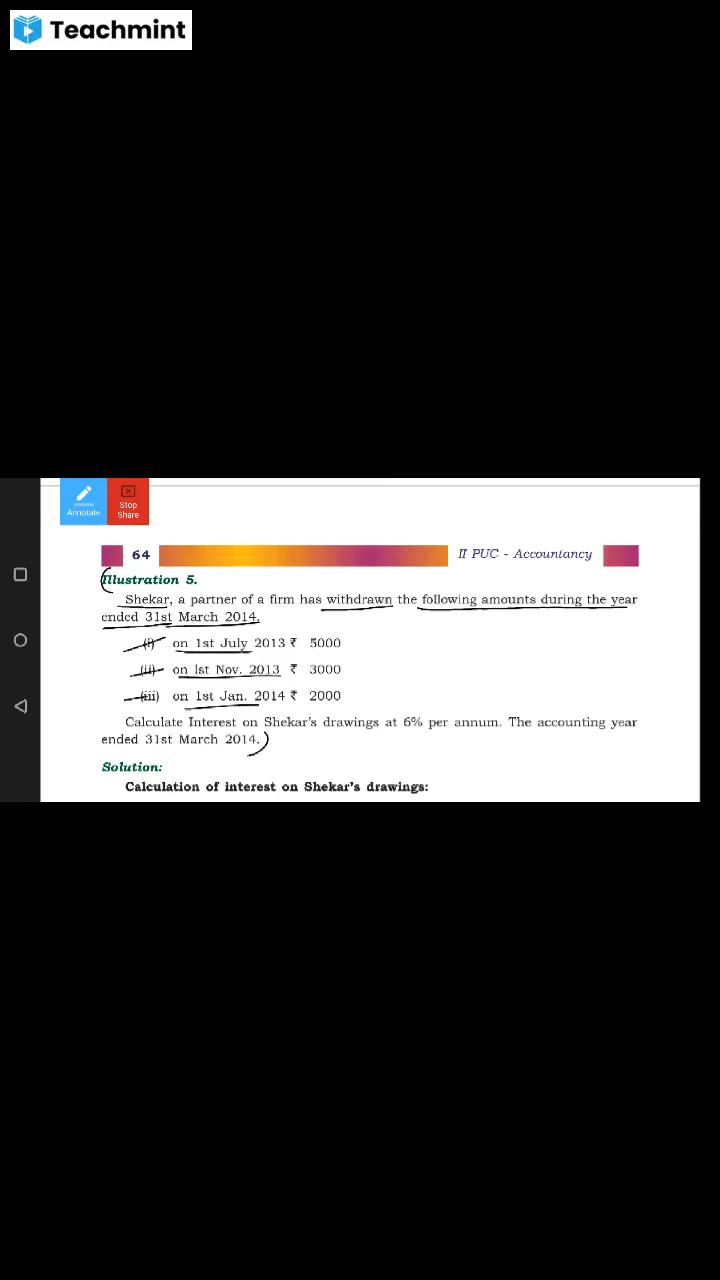 Teachmint
Annotate
Stop
Share
64
II PUC - Accountancy
Illustration 5.
Shekar, a partner of a firm has withdrawn the following amounts during the year
ended 31st March 2014.
(i) on 1st July 2013 ₹ 5000
(ii) on 1st Nov. 2013 ₹ 3000
(iii) on 1st Jan. 2014 ₹ 2000
Calculate Interest on Shekar's drawings at 6% per annum. The accounting year
ended 31st March 2014.
Solution:
Calculation of interest on Shekar's drawings: